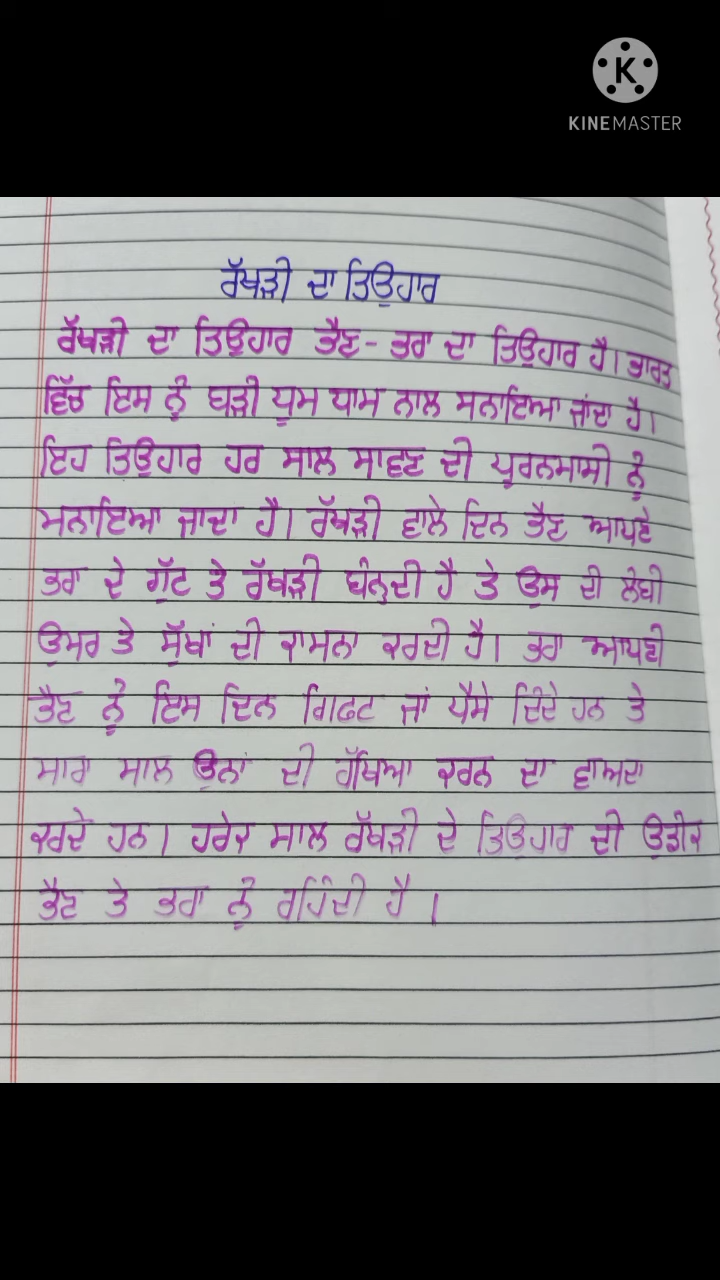 KINEMASTER
ਰੱਖੜੀ ਦਾ ਤਿਉਹਾਰ
ਰੱਖੜੀ ਦਾ ਤਿਉਹਾਰ ਭੈਣ-ਭਰਾ ਦਾ ਤਿਉਹਾਰ ਹੈ। ਭਾਰਤ
ਵਿੱਚ ਇਸ ਨੂੰ ਬੜੀ ਧੂਮ ਧਾਮ ਨਾਲ ਮਨਾਇਆ ਜਾਂਦਾ ਹੈ।
ਇਹ ਤਿਉਹਾਰ ਹਰ ਸਾਲ ਸਾਵਣ ਦੀ ਪੂਰਨਮਾਸੀ ਨੂੰ
ਮਨਾਇਆ ਜਾਂਦਾ ਹੈ। ਰੱਖੜੀ ਵਾਲੇ ਦਿਨ ਭੈਣ ਆਪਣੇ
ਭਰਾ ਦੇ ਗੁੱਟ ਤੇ ਰੱਖੜੀ ਬੰਨ੍ਹਦੀ ਹੈ ਤੇ ਉਸ ਦੀ ਲੰਬੀ
ਉਮਰ ਤੇ ਸੁੱਖਾਂ ਦੀ ਕਾਮਨਾ ਕਰਦੀ ਹੈ। ਭਰਾ ਆਪਣੀ
ਭੈਣ ਨੂੰ ਇਸ ਦਿਨ ਗਿਫਟ ਜਾਂ ਪੈਸੇ ਦਿੰਦੇ ਹਨ ਤੇ
ਸਾਰਾ ਸਾਲ ਉਨਾਂ ਦੀ ਰੱਖਿਆ ਕਰਨ ਦਾ ਵਾਅਦਾ
ਕਰਦੇ ਹਨ। ਹਰੇਕ ਸਾਲ ਰੱਖੜੀ ਦੇ ਤਿਉਹਾਰ ਦੀ ਉਡੀਕ
ਭੈਣ ਤੇ ਭਰਾ ਨੂੰ ਰਹਿੰਦੀ ਹੈ ।